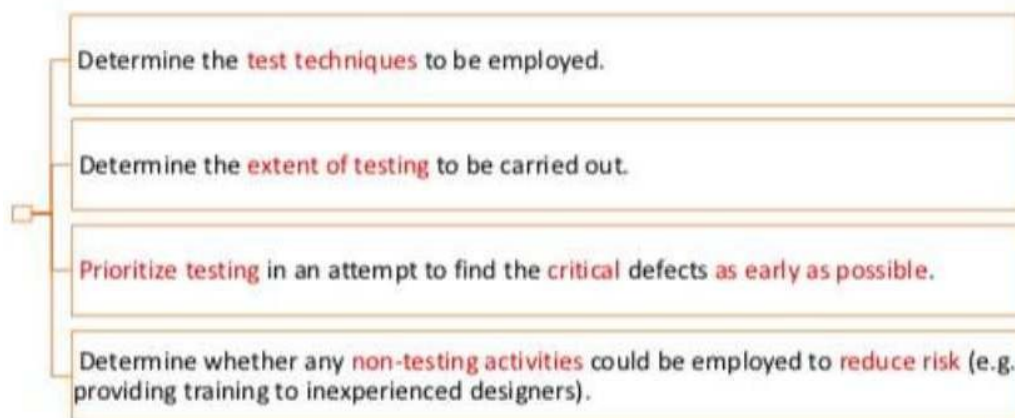 Determine the test techniques to be employed.
Determine the extent of testing to be carried out.
Prioritize testing in an attempt to find the critical defects as early as possible.
Determine whether any non-testing activities could be employed to reduce risk (e.g.
providing training to inexperienced designers).